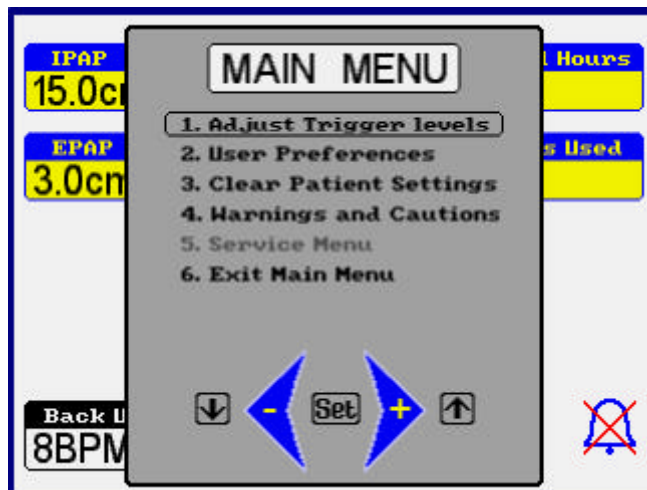 IPAP
15.0c
EPAP
3.0cm
Back U
8BPM
MAIN MENU
1. Adjust Trigger levels
2. User Preferences
3. Clear Patient Settings
4. Warnings and Cautions
5. Service Menu
6. Exit Main Menu
- Set +
Hours
s Used